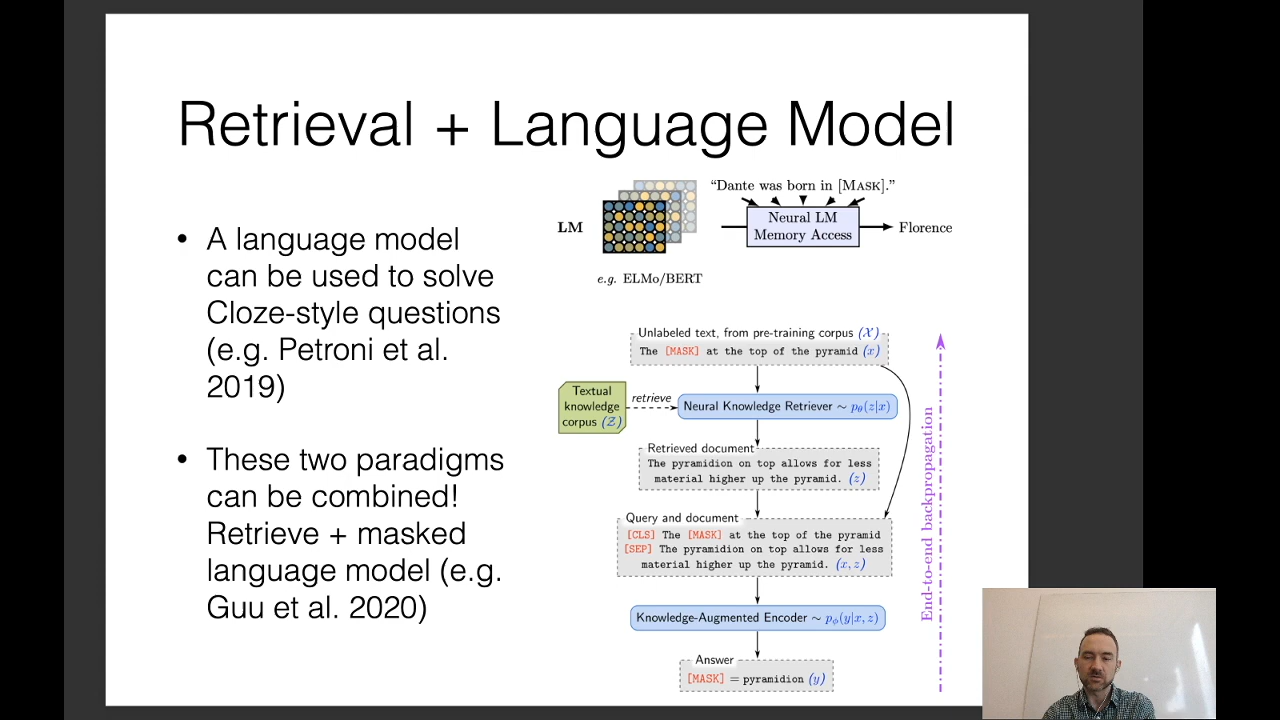 Retrieval + Language Model
• A language model
can be used to solve
Cloze-style questions
(e.g. Petroni et al.
2019)
• These two paradigms
can be combined!
Retrieve + masked
language model (e.g.
Guu et al. 2020)
LM
e.g. ELMo/BERT
“Dante was born in [MASK].”
Neural LM
Memory Access
Florence
Unlabeled text, from pre-training corpus (𝒳)
The [MASK] at the top of the pyramid (x)
Textual
knowledge
corpus (𝒵)
retrieve
Neural Knowledge Retriever ∼ pθ(z|x)
Retrieved document
The pyramidion on top allows for less
material higher up the pyramid. (z)
Query and document
[CLS] The [MASK] at the top of the pyramid
[SEP] The pyramidion on top allows for less
material higher up the pyramid. (x, z)
Knowledge-Augmented Encoder ∼ pϕ(y|x, z)
Answer
[MASK] = pyramidion (y)
End-to-end backpropagation